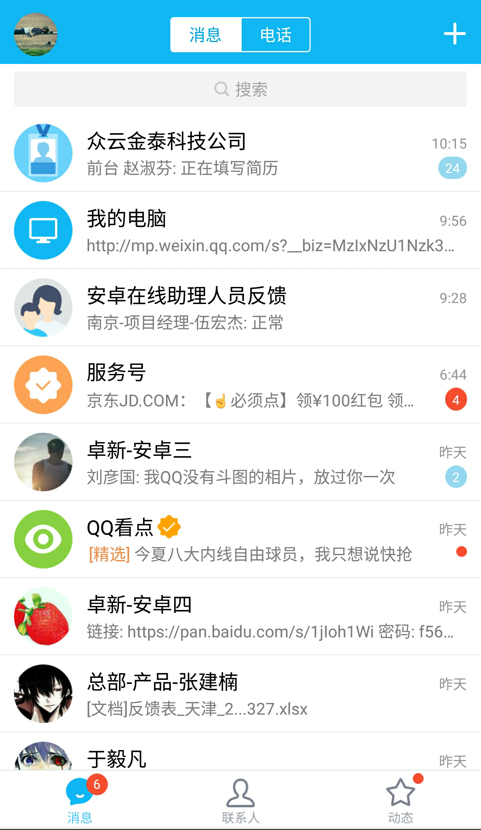 消息 电话
搜索
众云金泰科技公司 10:15
前台 赵淑芬: 正在填写简历 24
我的电脑 9:56
http://mp.weixin.qq.com/s?__biz=MzIxNzU1Nzk3...
安卓在线助理人员反馈 9:28
南京-项目经理-伍宏杰: 正常
服务号 6:44
京东JD.COM：【☝必须点】领¥100红包 领... 4
卓新-安卓三 昨天
刘彦国: 我QQ没有斗图的相片，放过你一次 2
QQ看点 昨天
[精选] 今夏八大内线自由球员，我只想说快抢
卓新-安卓四 昨天
链接: https://pan.baidu.com/s/1jIoh1Wi 密码: f56...
总部-产品-张建楠 昨天
[文档]反馈表_天津_2...327.xlsx
于毅凡 昨天
6
消息 联系人 动态